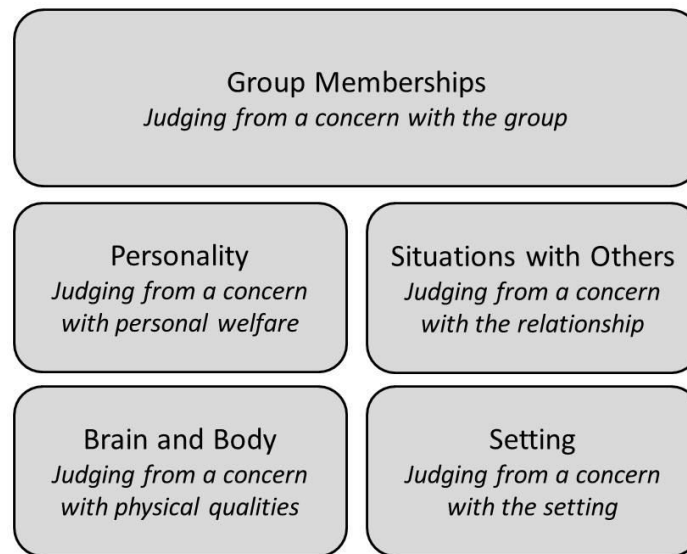 Group Memberships
Judging from a concern with the group
Personality
Judging from a concern
with personal welfare
Situations with Others
Judging from a concern
with the relationship
Brain and Body
Judging from a concern
with physical qualities
Setting
Judging from a concern
with the setting